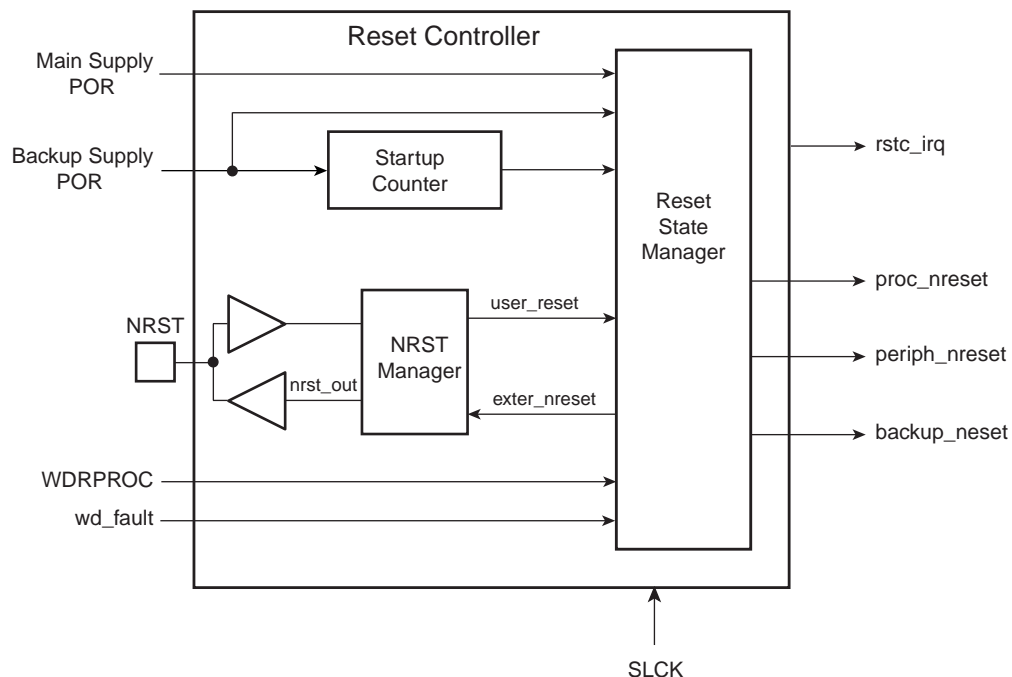 Reset Controller
Main Supply
POR
Backup Supply
POR
Startup
Counter
Reset
State
Manager
rstc_irq
proc_nreset
periph_nreset
backup_neset
NRST
user_reset
NRST
Manager
nrst_out
exter_nreset
WDRPROC
wd_fault
SLCK